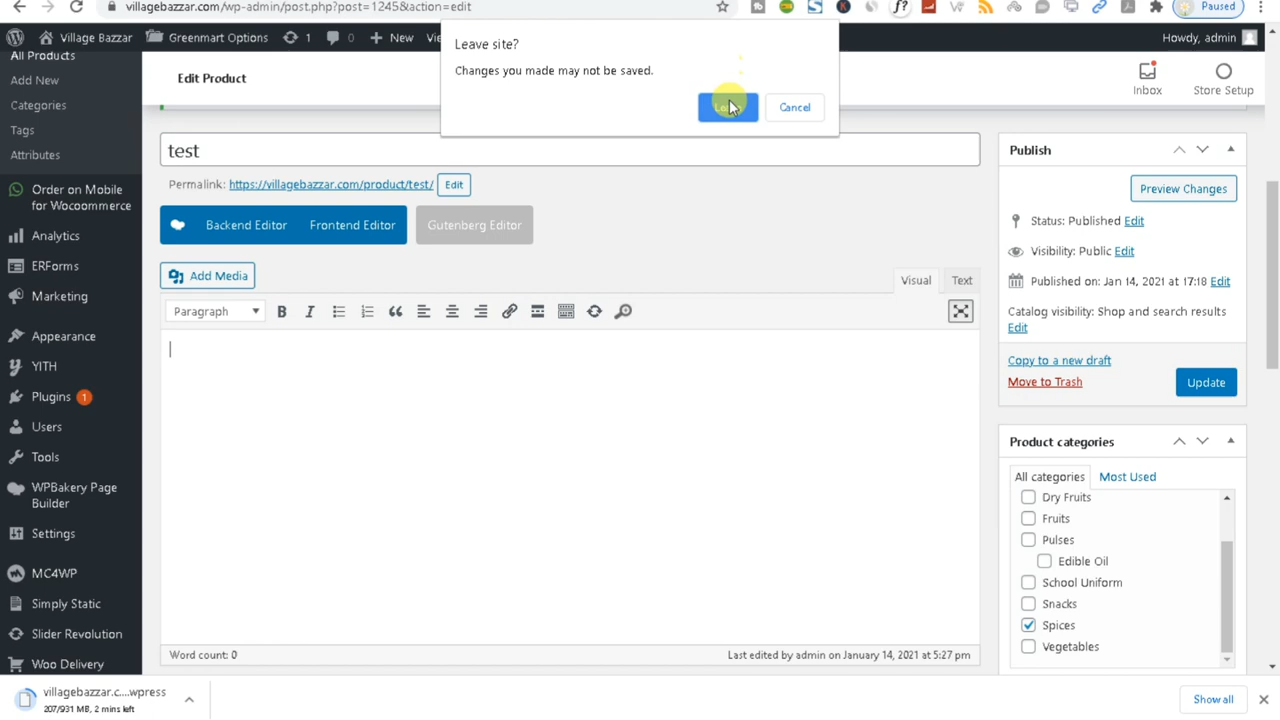 villagebazzar.com/wp-admin/post.php?post=1245&action=edit
Paused
Village Bazzar
Greenmart Options
1
0
New
Howdy, admin
Leave site?
Changes you made may not be saved.
Cancel
All Products
Add New
Categories
Tags
Attributes
Order on Mobile
for Wocoommerce
Analytics
ERForms
Marketing
Appearance
YITH
Plugins 1
Users
Tools
WPBakery Page
Builder
Settings
MC4WP
Simply Static
Slider Revolution
Woo Delivery
Edit Product
Inbox
Store Setup
test
Permalink: https://villagebazzar.com/product/test/ Edit
Backend Editor Frontend Editor Gutenberg Editor
Add Media
Visual Text
Paragraph B I
Word count: 0
Last edited by admin on January 14, 2021 at 5:27 pm
Publish
Preview Changes
Status: Published Edit
Visibility: Public Edit
Published on: Jan 14, 2021 at 17:18 Edit
Catalog visibility: Shop and search results
Edit
Copy to a new draft
Move to Trash
Update
Product categories
All categories Most Used
Dry Fruits
Fruits
Pulses
Edible Oil
School Uniform
Snacks
Spices
Vegetables
villagebazzar.c....wpress
207/931 MB, 2 mins left
Show all